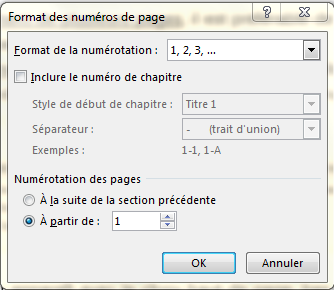 Format des numéros de page
Format de la numérotation : 1, 2, 3, ...
Inclure le numéro de chapitre
Style de début de chapitre : Titre 1
Séparateur : - (trait d'union)
Exemples : 1-1, 1-A
Numérotation des pages
À la suite de la section précédente
À partir de : 1
OK Annuler